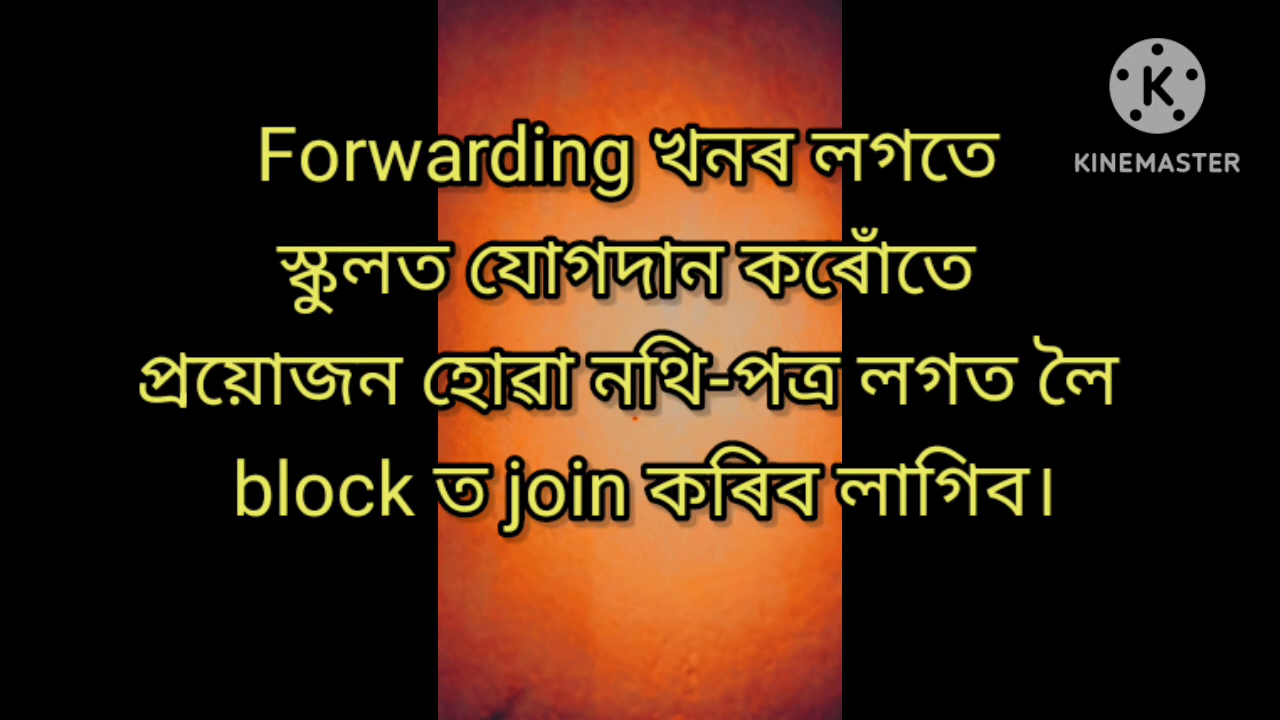 Forwarding খনৰ লগতে
স্কুলত যোগদান কৰোঁতে
প্ৰয়োজন হোৱা নথি-পত্ৰ লগত লৈ
block ত join কৰিব লাগিব।
K
KINEMASTER